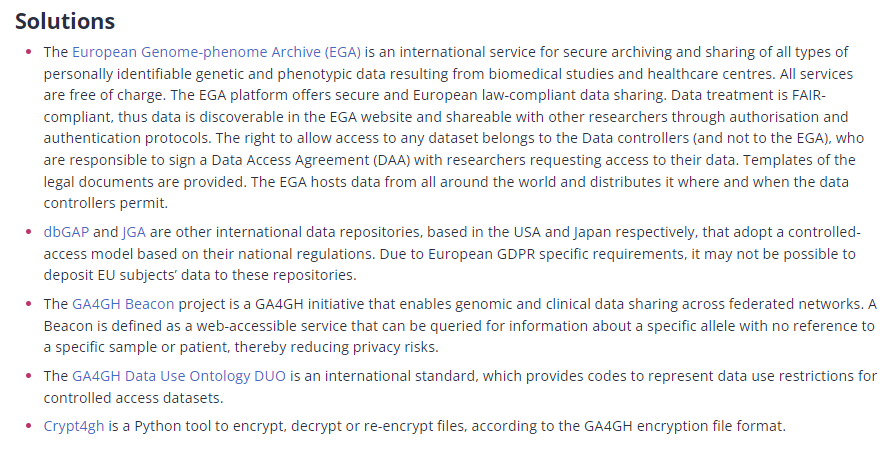 Solutions
• The European Genome-phenome Archive (EGA) is an international service for secure archiving and sharing of all types of
personally identifiable genetic and phenotypic data resulting from biomedical studies and healthcare centres. All services
are free of charge. The EGA platform offers secure and European law-compliant data sharing. Data treatment is FAIR-
compliant, thus data is discoverable in the EGA website and shareable with other researchers through authorisation and
authentication protocols. The right to allow access to any dataset belongs to the Data controllers (and not to the EGA), who
are responsible to sign a Data Access Agreement (DAA) with researchers requesting access to their data. Templates of the
legal documents are provided. The EGA hosts data from all around the world and distributes it where and when the data
controllers permit.
• dbGAP and JGA are other international data repositories, based in the USA and Japan respectively, that adopt a controlled-
access model based on their national regulations. Due to European GDPR specific requirements, it may not be possible to
deposit EU subjects’ data to these repositories.
• The GA4GH Beacon project is a GA4GH initiative that enables genomic and clinical data sharing across federated networks. A
Beacon is defined as a web-accessible service that can be queried for information about a specific allele with no reference to
a specific sample or patient, thereby reducing privacy risks.
• The GA4GH Data Use Ontology DUO is an international standard, which provides codes to represent data use restrictions for
controlled access datasets.
• Crypt4gh is a Python tool to encrypt, decrypt or re-encrypt files, according to the GA4GH encryption file format.